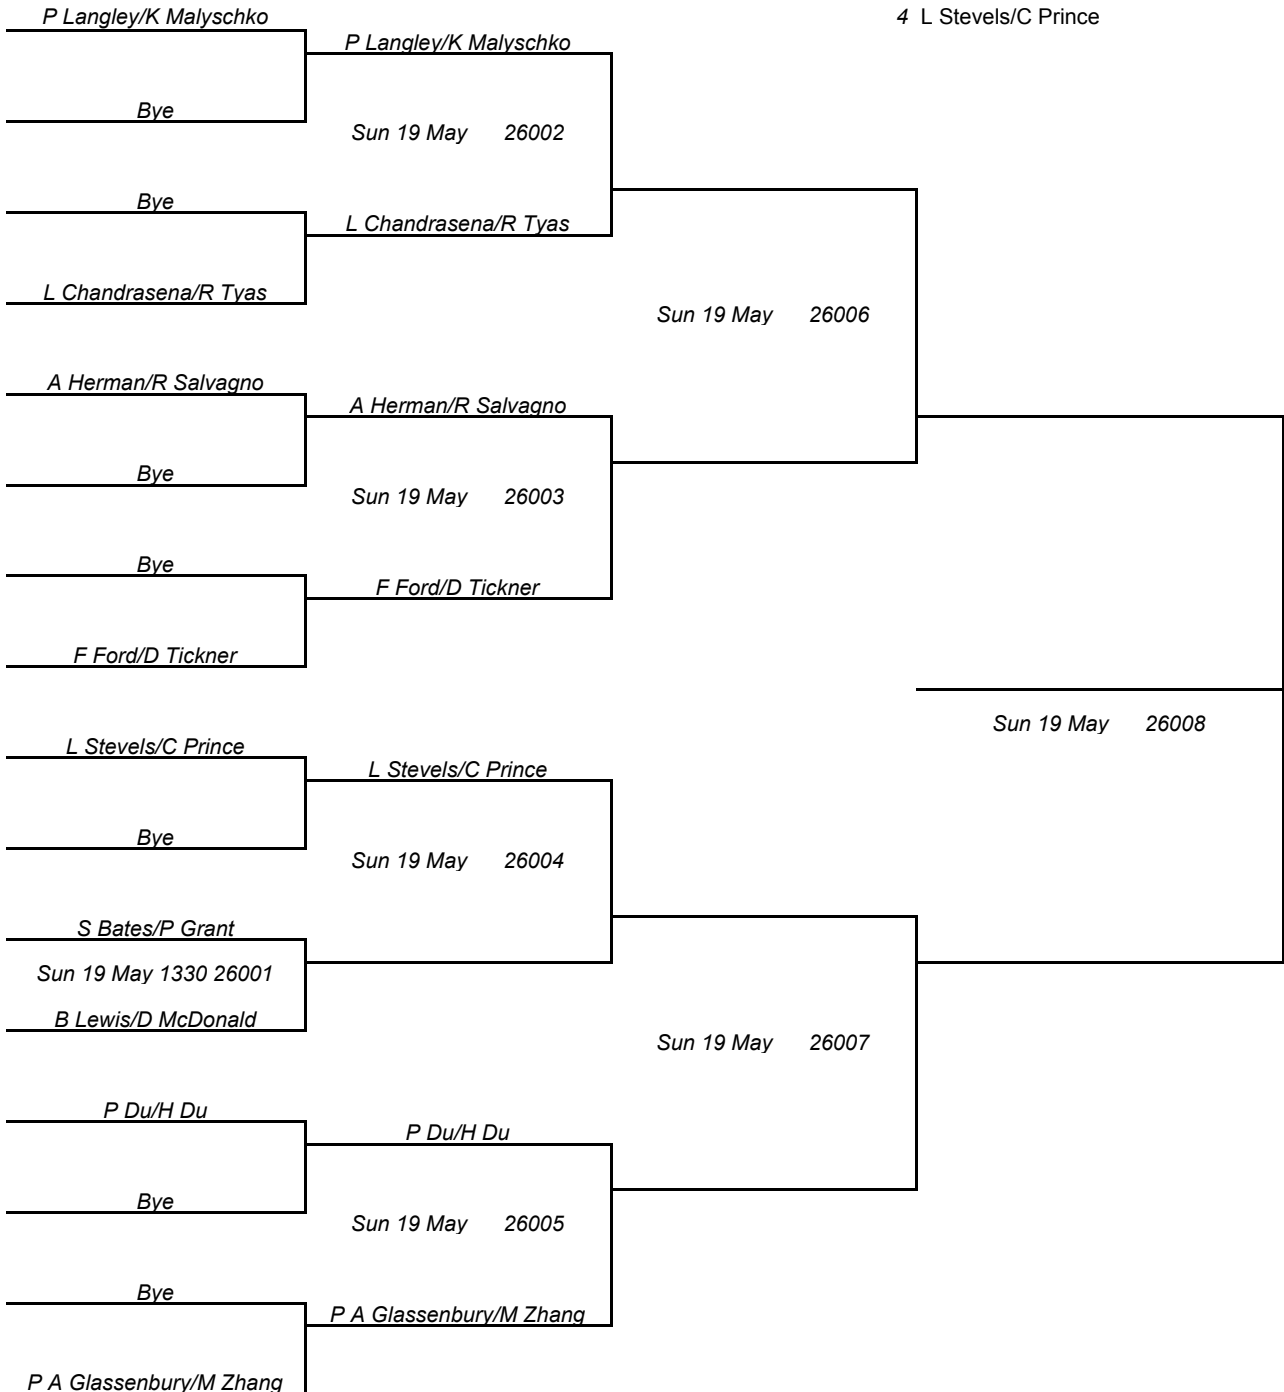 P Langley/K Malyschko
4 L Stevels/C Prince
P Langley/K Malyschko
Bye
Sun 19 May 26002
Bye
L Chandrasena/R Tyas
L Chandrasena/R Tyas
Sun 19 May 26006
A Herman/R Salvagno
A Herman/R Salvagno
Bye
Sun 19 May 26003
Bye
F Ford/D Tickner
F Ford/D Tickner
Sun 19 May 26008
L Stevels/C Prince
L Stevels/C Prince
Bye
Sun 19 May 26004
S Bates/P Grant
Sun 19 May 1330 26001
B Lewis/D McDonald
Sun 19 May 26007
P Du/H Du
P Du/H Du
Bye
Sun 19 May 26005
Bye
P A Glassenbury/M Zhang
P A Glassenbury/M Zhang